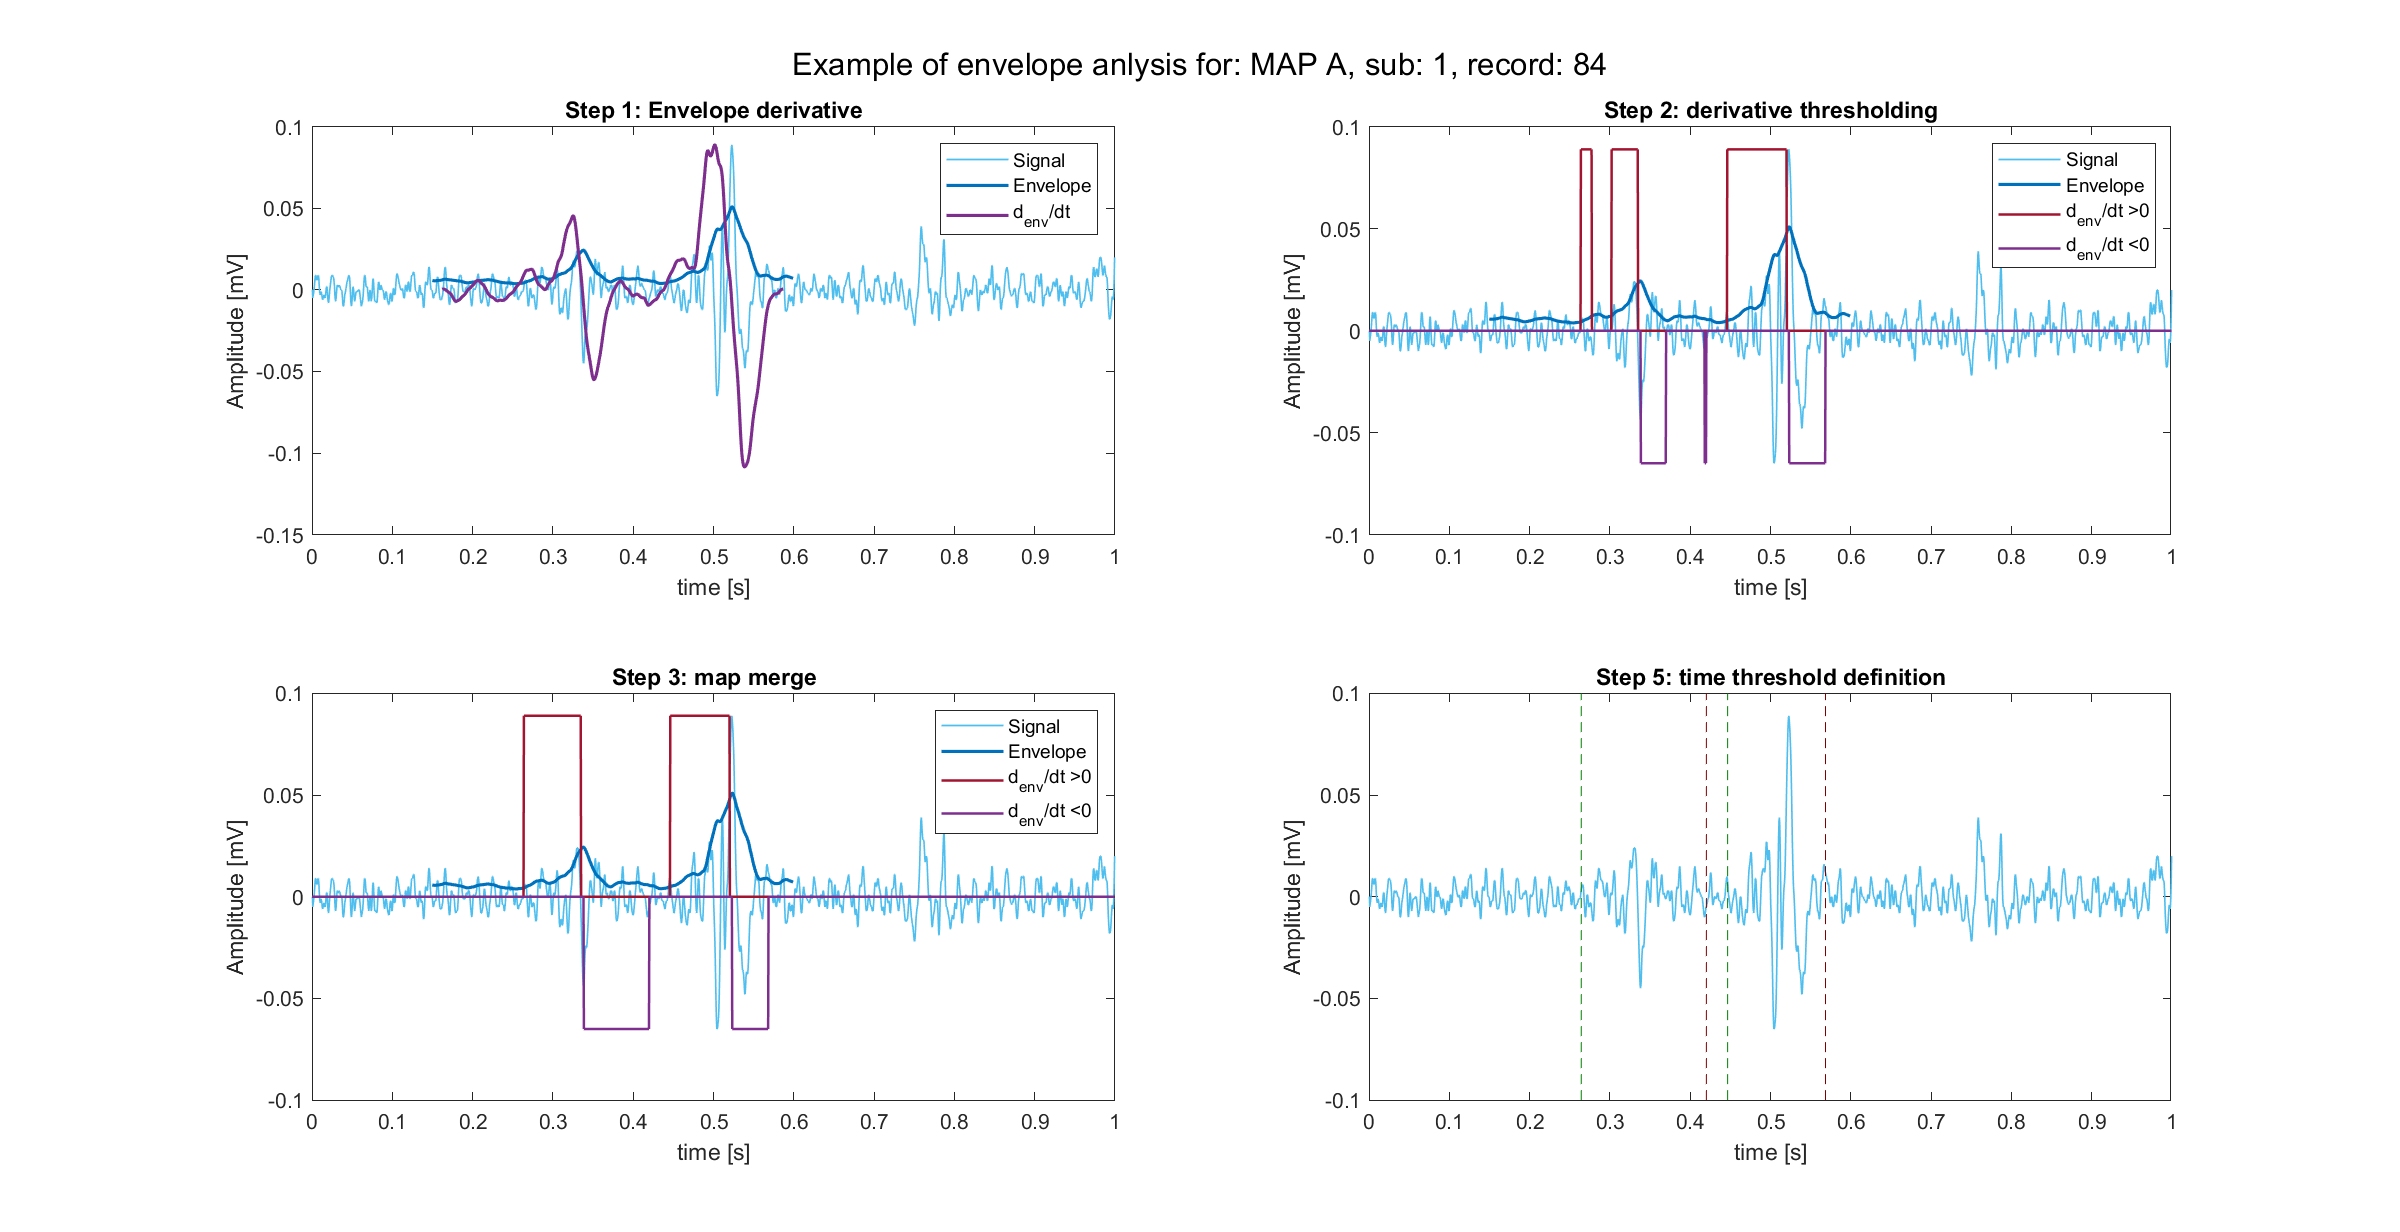 Example of envelope anlysis for: MAP A, sub: 1, record: 84
Step 1: Envelope derivative
0.1
0.05
0
-0.05
-0.1
-0.15
Amplitude [mV]
0 0.1 0.2 0.3 0.4 0.5 0.6 0.7 0.8 0.9 1
time [s]
Signal
Envelope
d_env/dt
Step 2: derivative thresholding
0.1
0.05
0
-0.05
-0.1
Amplitude [mV]
0 0.1 0.2 0.3 0.4 0.5 0.6 0.7 0.8 0.9 1
time [s]
Signal
Envelope
d_env/dt >0
d_env/dt <0
Step 3: map merge
0.1
0.05
0
-0.05
-0.1
Amplitude [mV]
0 0.1 0.2 0.3 0.4 0.5 0.6 0.7 0.8 0.9 1
time [s]
Signal
Envelope
d_env/dt >0
d_env/dt <0
Step 5: time threshold definition
0.1
0.05
0
-0.05
-0.1
Amplitude [mV]
0 0.1 0.2 0.3 0.4 0.5 0.6 0.7 0.8 0.9 1
time [s]